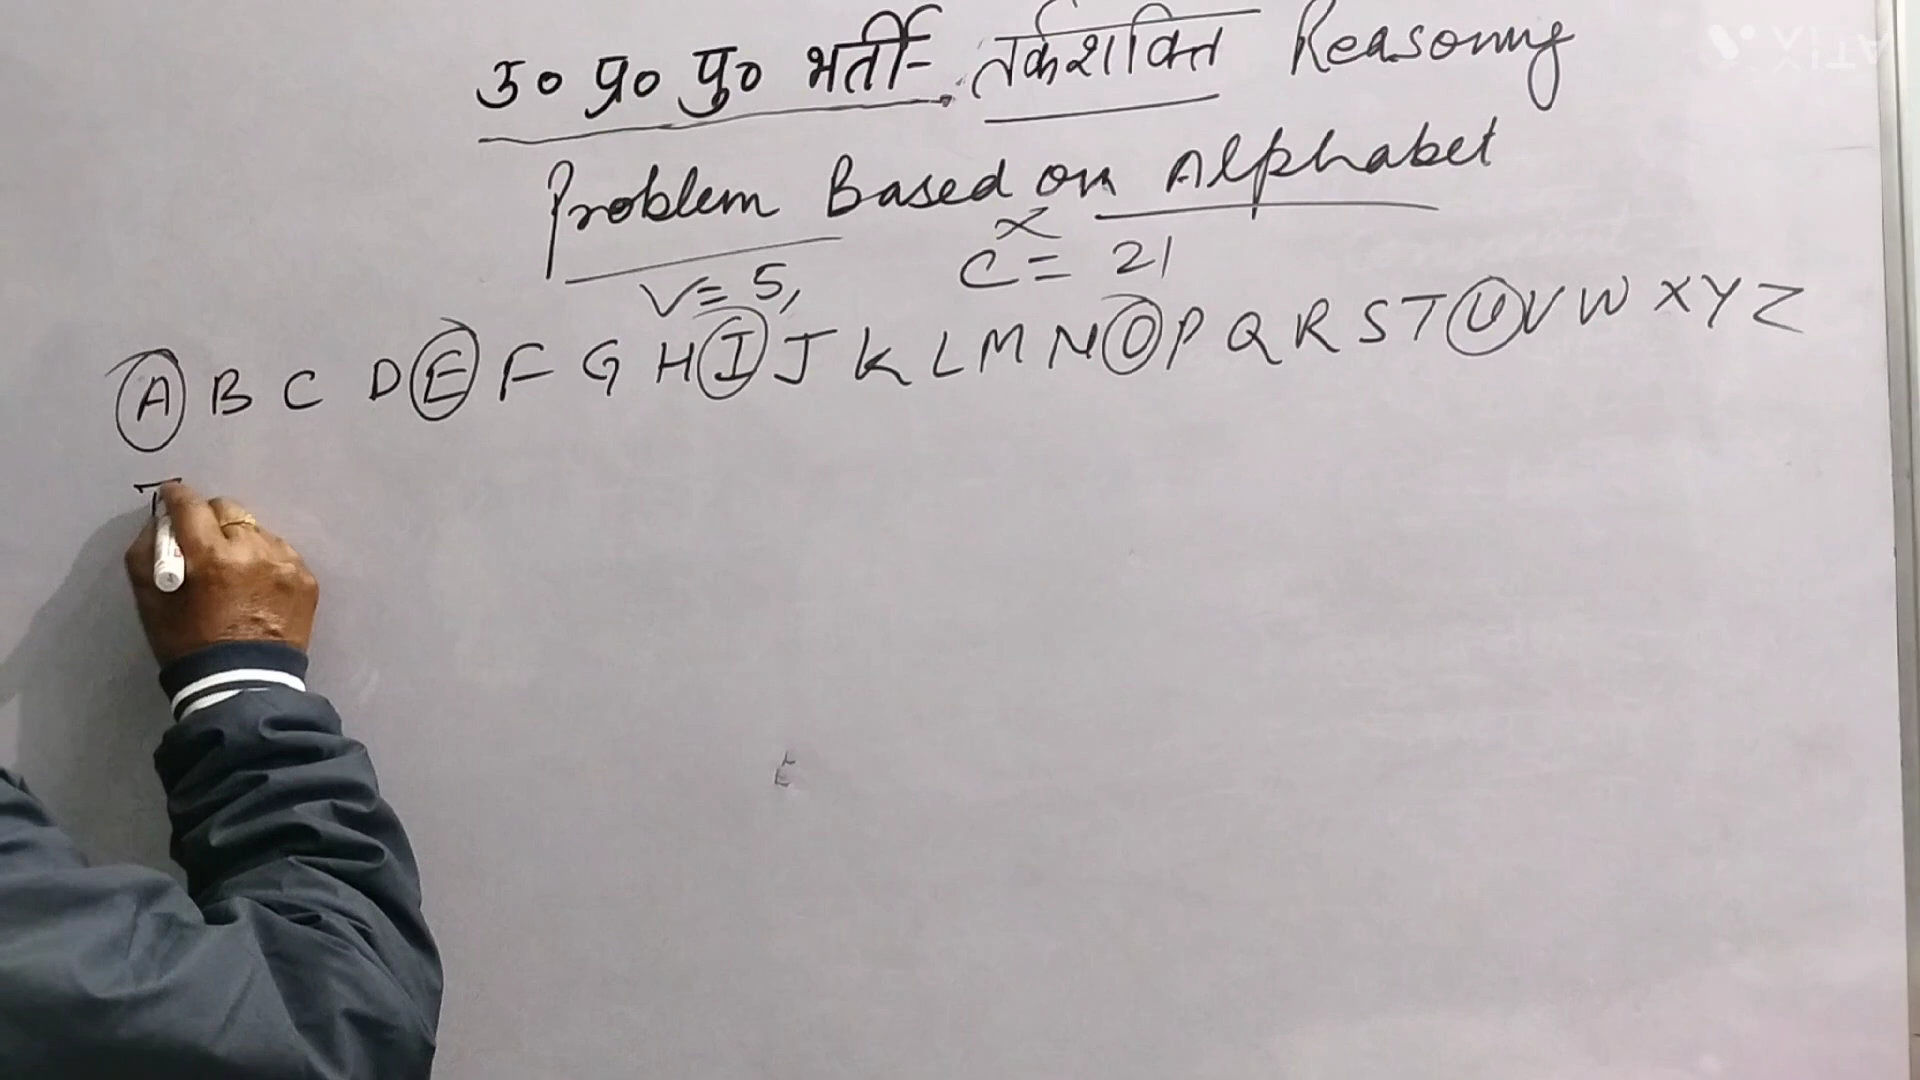 उ० प्र० पु० भर्ती- तर्कशक्ति Reasoning
Problem Based on Alphabet
V= 5, C= 21
A B C D E F G H I J K L M N O P Q R S T U V W X Y Z